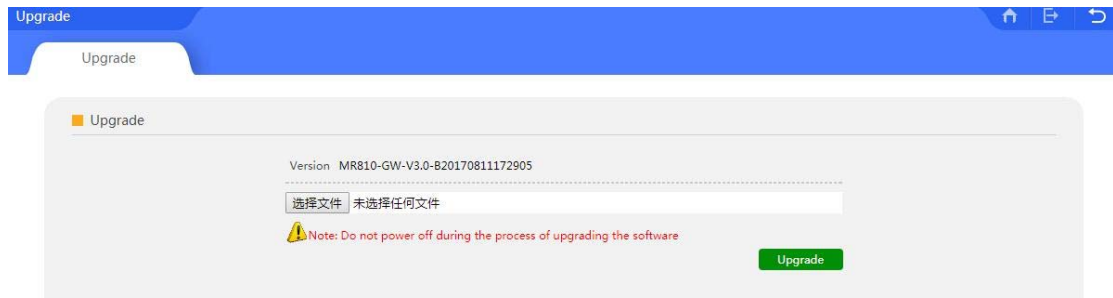 Upgrade
Upgrade
Upgrade
Version MR810-GW-V3.0-B20170811172905
选择文件 未选择任何文件
Note: Do not power off during the process of upgrading the software
Upgrade